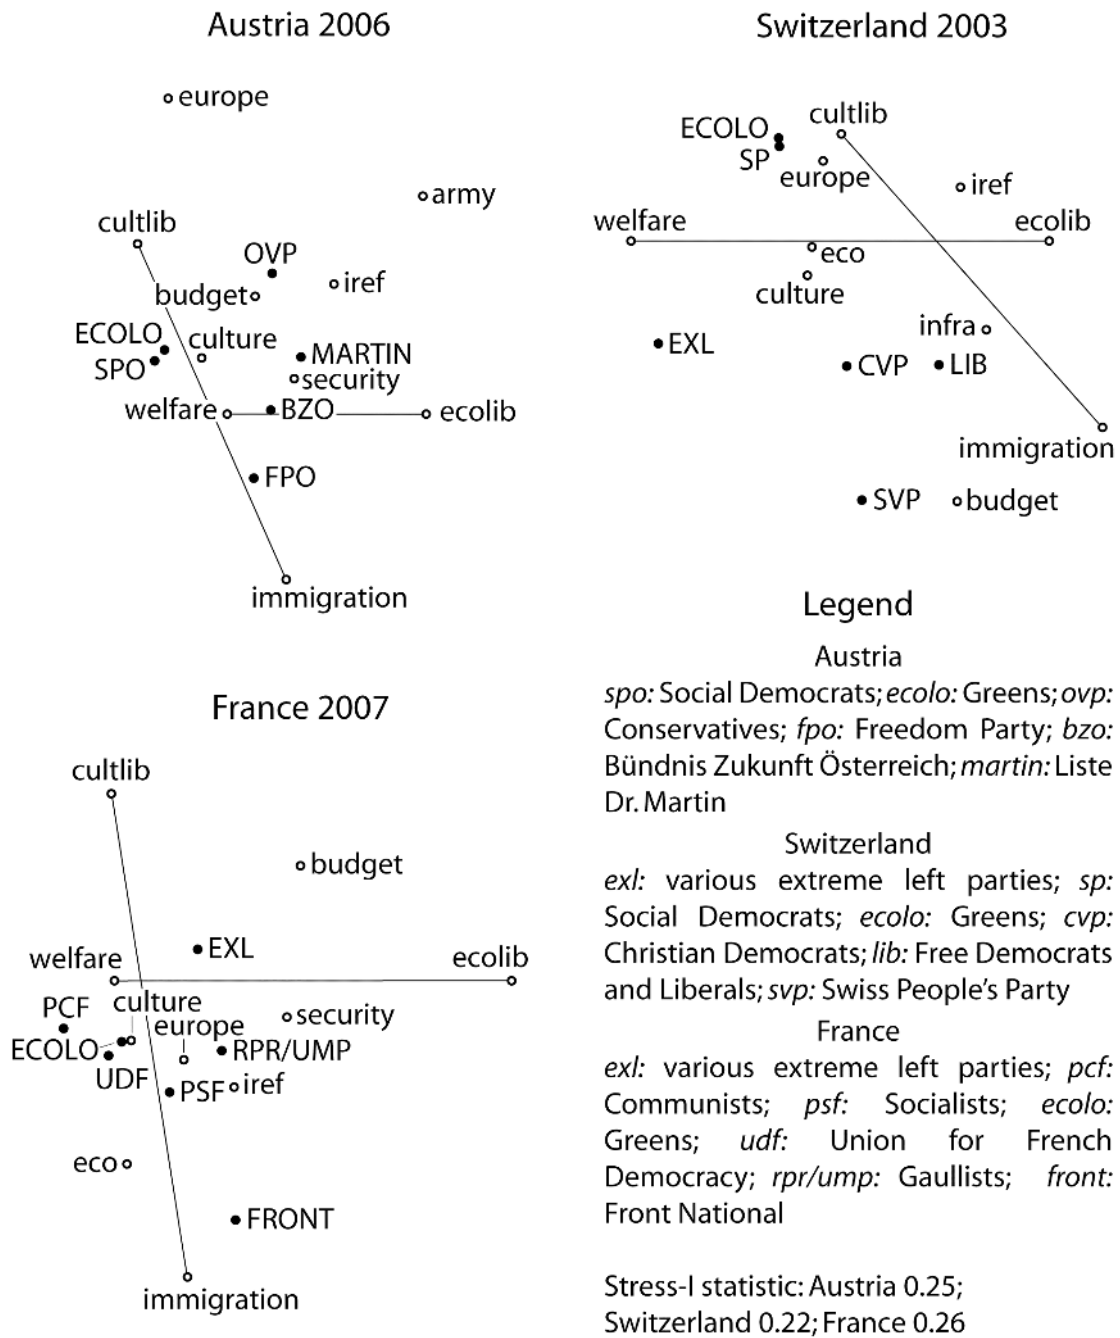 Austria 2006
europe
army
cultlib
OVP
iref
budget
ECOLO
culture
MARTIN
SPO
security
welfare
BZO
ecolib
FPO
immigration
Switzerland 2003
cultlib
ECOLO
SP
europe
iref
welfare
ecolib
eco
culture
infra
EXL
CVP
LIB
immigration
SVP
budget
France 2007
cultlib
budget
EXL
welfare
ecolib
PCF
culture
security
europe
ECOLO
RPR/UMP
UDF
PSF
iref
eco
FRONT
immigration
Legend
Austria
spo: Social Democrats; ecolo: Greens; ovp:
Conservatives; fpo: Freedom Party; bzo:
Bündnis Zukunft Österreich; martin: Liste
Dr. Martin
Switzerland
exl: various extreme left parties; sp:
Social Democrats; ecolo: Greens; cvp:
Christian Democrats; lib: Free Democrats
and Liberals; svp: Swiss People's Party
France
exl: various extreme left parties; pcf:
Communists; psf: Socialists; ecolo:
Greens; udf: Union for French
Democracy; rpr/ump: Gaullists; front:
Front National
Stress-I statistic: Austria 0.25;
Switzerland 0.22; France 0.26